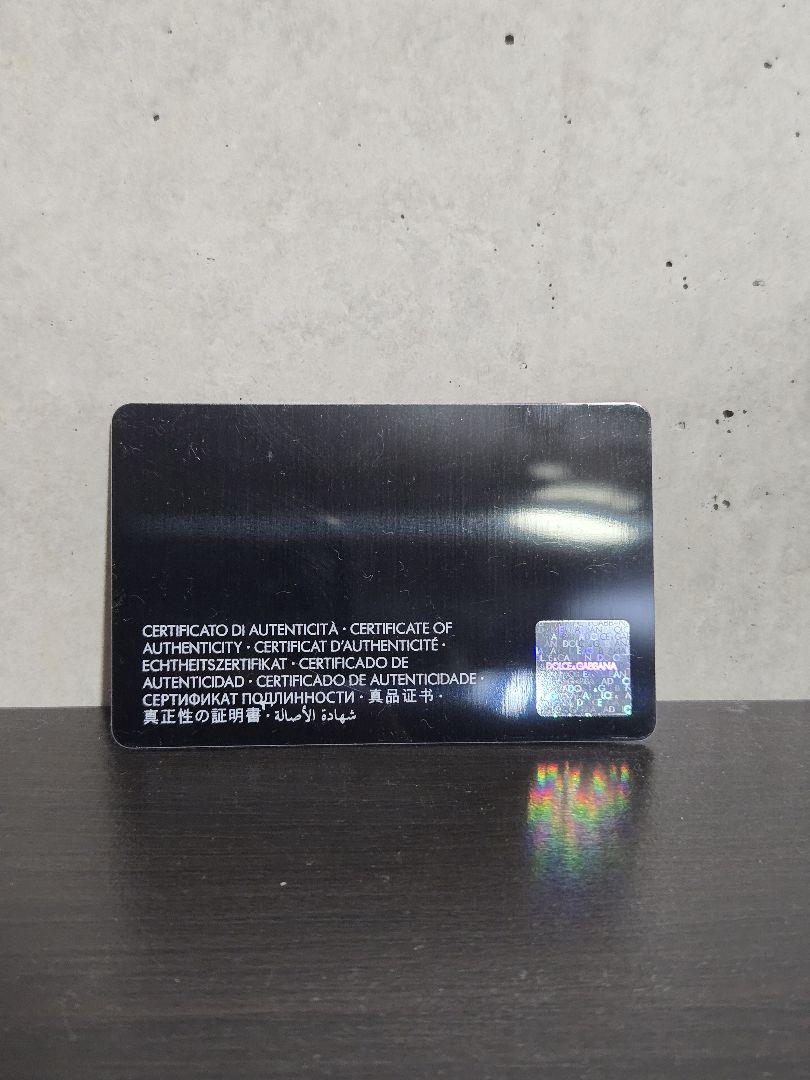 CERTIFICATO DI AUTENTICITÀ · CERTIFICATE OF
AUTHENTICITY · CERTIFICAT D'AUTHENTICITÉ ·
ECHTHEITSZERTIFIKAT · CERTIFICADO DE
AUTENTICIDAD · CERTIFICADO DE AUTENTICIDADE ·
СЕРТИФИКАТ ПОДЛИННОСТИ · 真品证书 ·
真正性の証明書 · شهادة الأصالة
DOLCE&GABBANA